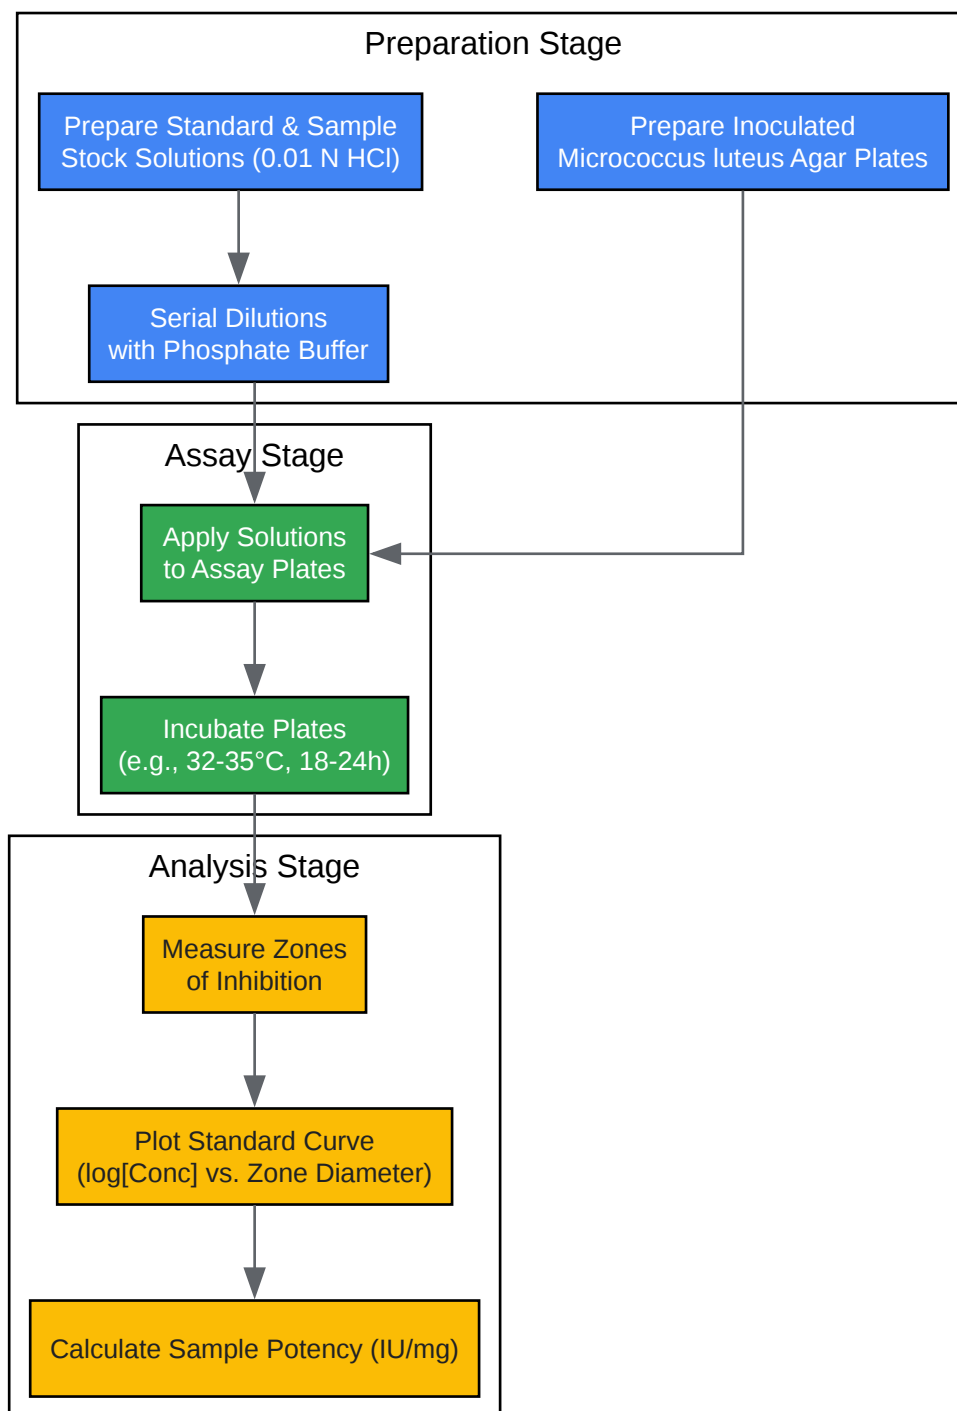 Preparation Stage
Prepare Standard & Sample
Stock Solutions (0.01 N HCl)
Prepare Inoculated
Micrococcus luteus Agar Plates
Serial Dilutions
with Phosphate Buffer
Assay Stage
Apply Solutions
to Assay Plates
Incubate Plates
(e.g., 32-35°C, 18-24h)
Analysis Stage
Measure Zones
of Inhibition
Plot Standard Curve
(log[Conc] vs. Zone Diameter)
Calculate Sample Potency (IU/mg)